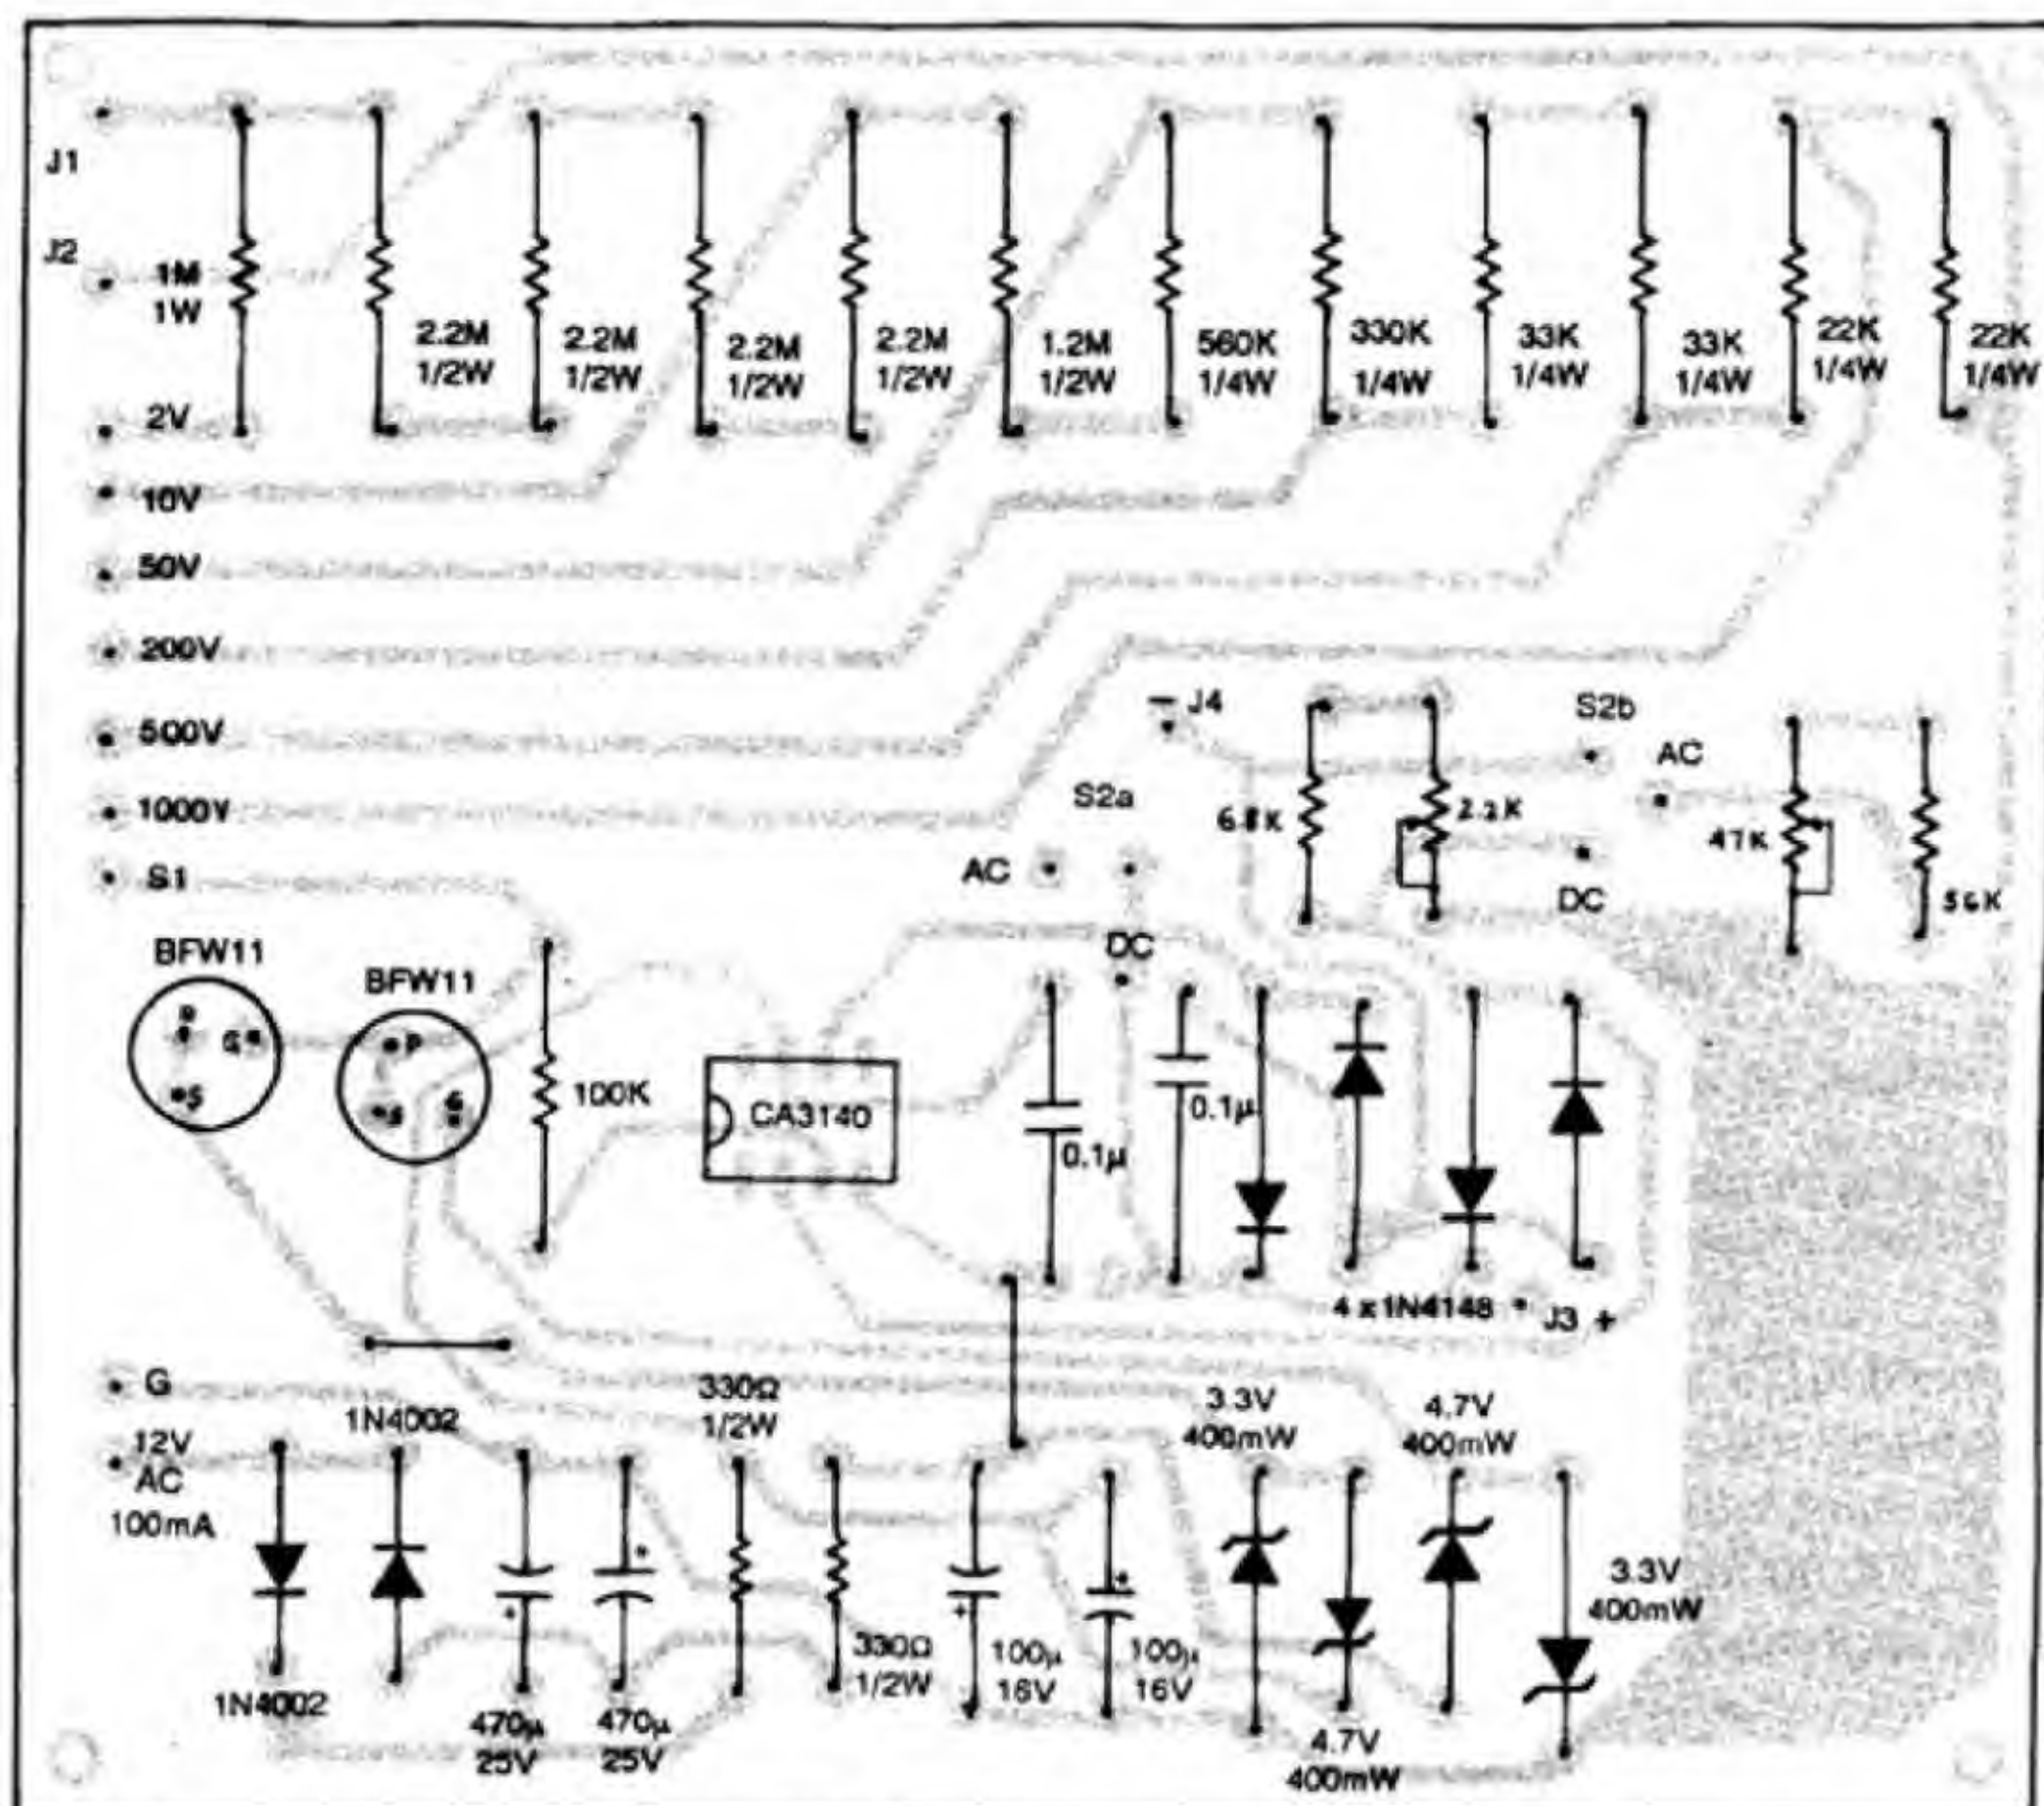 J1
J2
1M
1W
2.2M
1/2W
2.2M
1/2W
2.2M
1/2W
2.2M
1/2W
1.2M
1/2W
560K
1/4W
330K
1/4W
33K
1/4W
33K
1/4W
22K
1/4W
22K
1/4W
2V
10V
50V
200V
500V
1000V
S1
− J4
S2a
AC
DC
6.8K
2.2K
S2b
AC
DC
47K
56K
BFW11
D
G
S
BFW11
D
S
G
100K
CA3140
0.1µ
0.1µ
4 x 1N4148 * J3 +
G
12V
AC
100mA
1N4002
1N4002
470µ
25V
470µ
25V
330Ω
1/2W
330Ω
1/2W
+
100µ
16V
100µ
16V
3.3V
400mW
4.7V
400mW
4.7V
400mW
3.3V
400mW